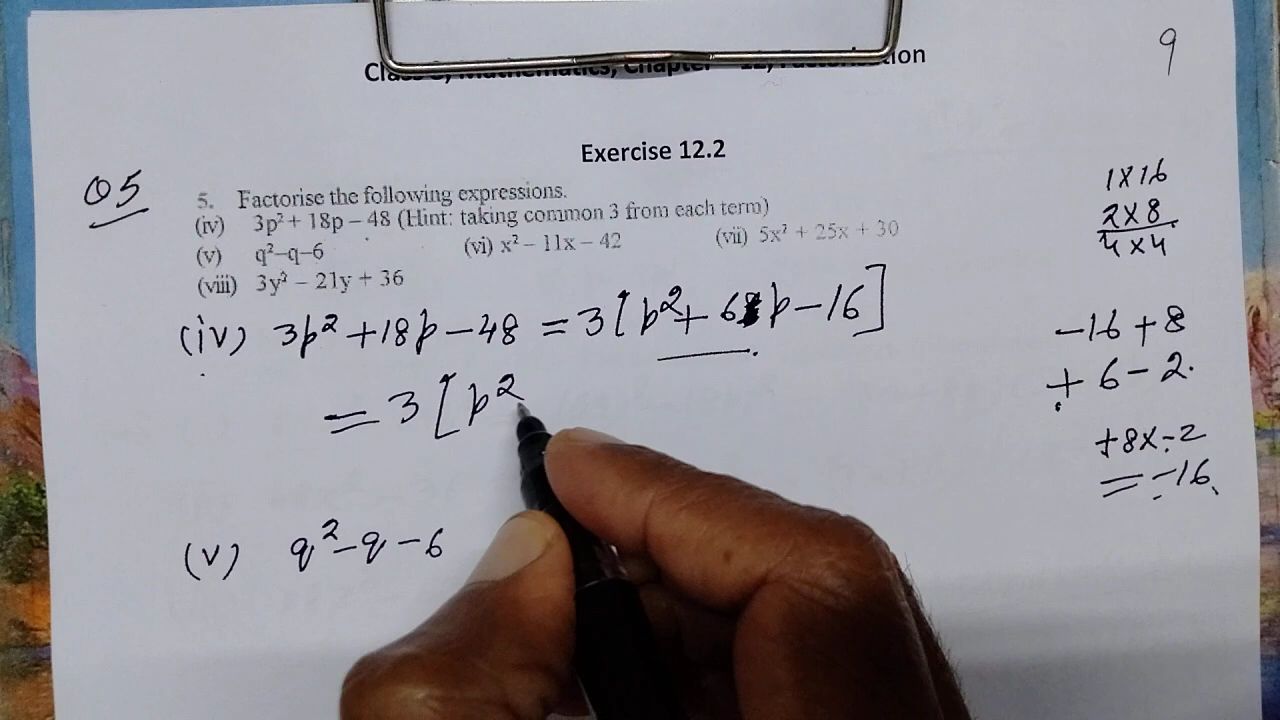 9
Exercise 12.2
Q5
5. Factorise the following expressions.
(iv) 3p² + 18p – 48 (Hint: taking common 3 from each term)
(v) q²–q–6 (vi) x² – 11x – 42 (vii) 5x² + 25x + 30
(viii) 3y² – 21y + 36
(iv) 3p² + 18p – 48 = 3[p² + 6p – 16]
= 3[p²
(v) q² – q – 6
1 x 16
2 x 8
4 x 4
–16 + 8
+ 6 – 2.
+8 x – 2
= –16